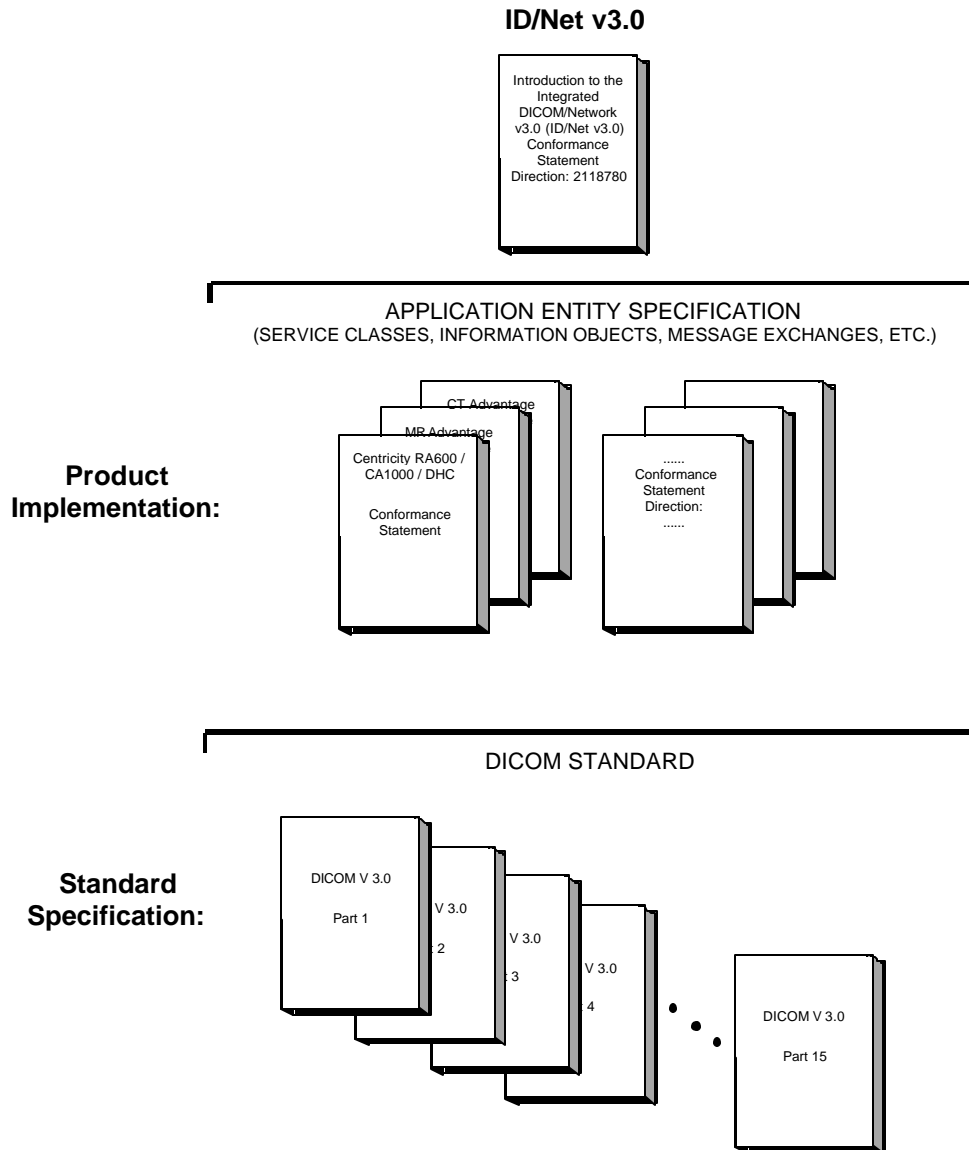 ID/Net v3.0
Introduction to the
Integrated
DICOM/Network
v3.0 (ID/Net v3.0)
Conformance
Statement
Direction: 2118780
APPLICATION ENTITY SPECIFICATION
(SERVICE CLASSES, INFORMATION OBJECTS, MESSAGE EXCHANGES, ETC.)
Product
Implementation:
CT Advantage
MR Advantage
Centricity RA600 /
CA1000 / DHC
Conformance
Statement
......
Conformance
Statement
Direction:
......
DICOM STANDARD
Standard
Specification:
DICOM V 3.0
Part 1
V 3.0
2
V 3.0
3
V 3.0
4
DICOM V 3.0
Part 15